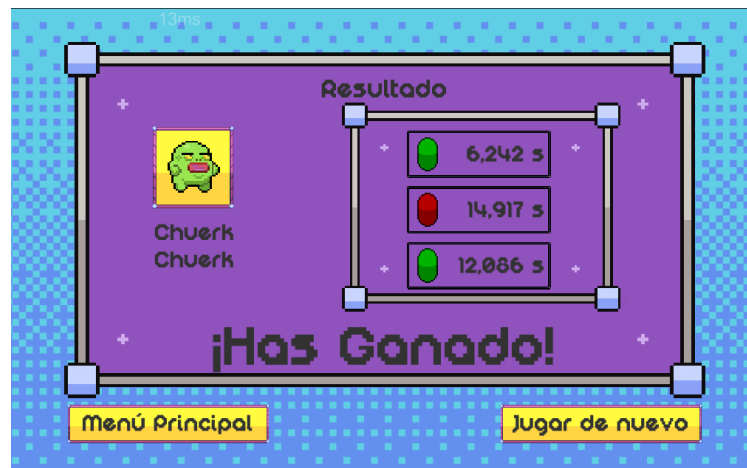 13ms
Resultado
6,242 s
14,917 s
12,086 s
Chuerk
Chuerk
¡Has Ganado!
Menú Principal
Jugar de nuevo